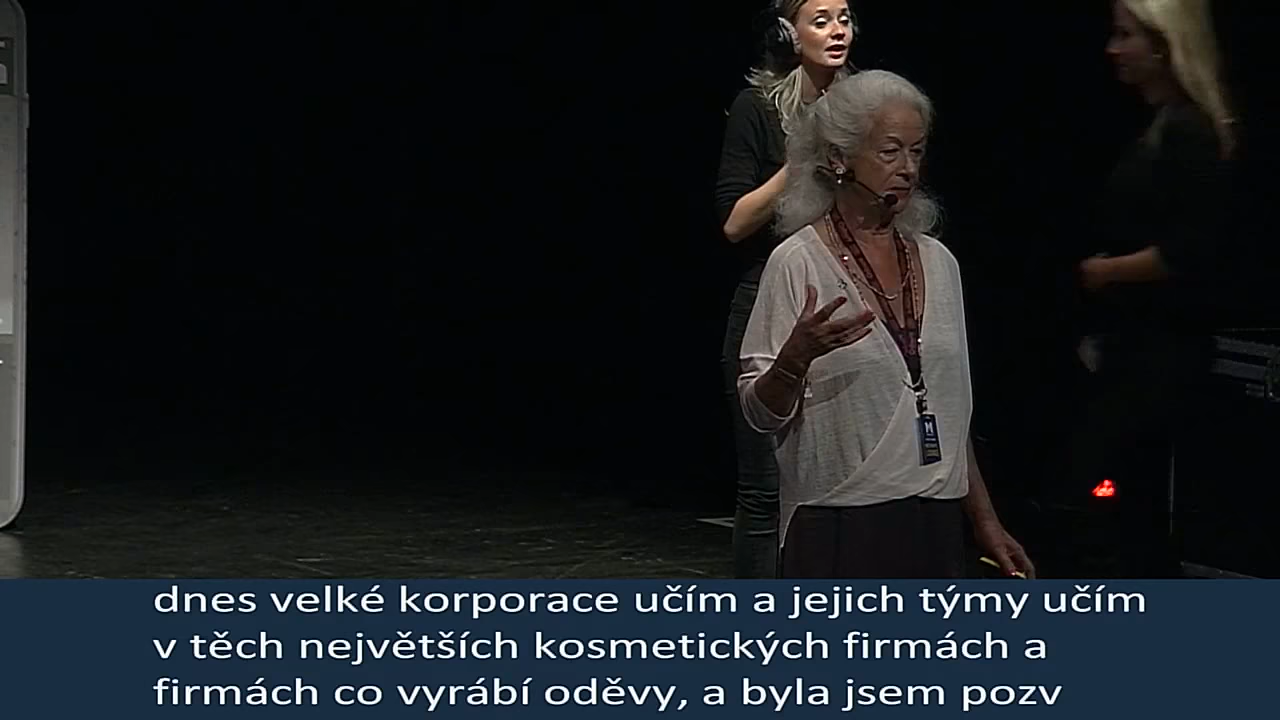 M
dnes velké korporace učím a jejich týmy učím
v těch největších kosmetických firmách a
firmách co vyrábí oděvy, a byla jsem pozv